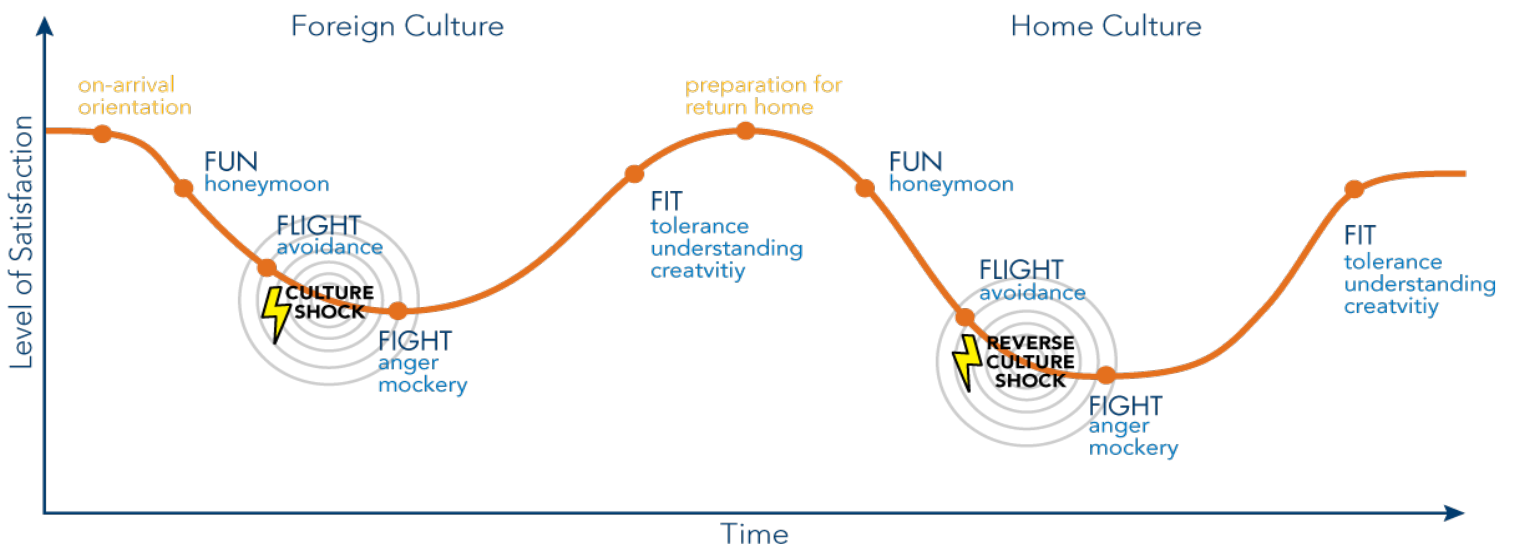 Foreign Culture
Home Culture
on-arrival
orientation
preparation for
return home
FUN
honeymoon
FUN
honeymoon
FLIGHT
avoidance
CULTURE
SHOCK
FIGHT
anger
mockery
FIT
tolerance
understanding
creatvitiy
FLIGHT
avoidance
REVERSE
CULTURE
SHOCK
FIGHT
anger
mockery
FIT
tolerance
understanding
creatvitiy
Level of Satisfaction
Time